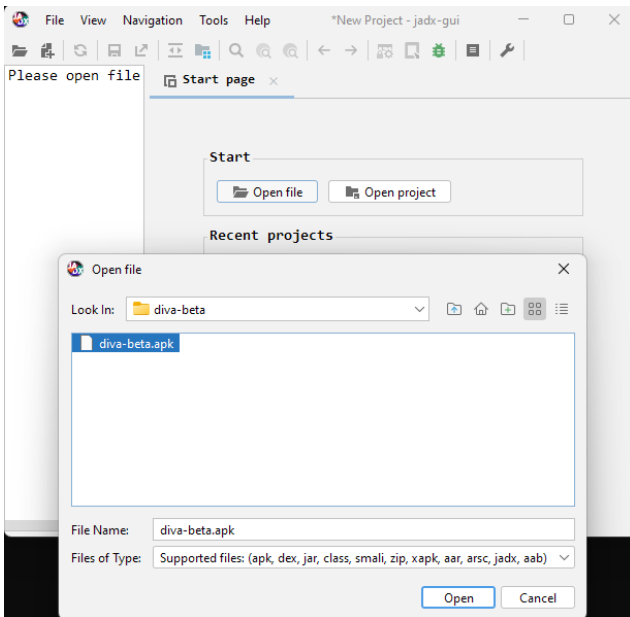 File View Navigation Tools Help *New Project - jadx-gui
Please open file
Start page
Start
Open file Open project
Recent projects
Open file
Look In: diva-beta
diva-beta.apk
File Name: diva-beta.apk
Files of Type: Supported files: (apk, dex, jar, class, smali, zip, xapk, aar, arsc, jadx, aab)
Open Cancel